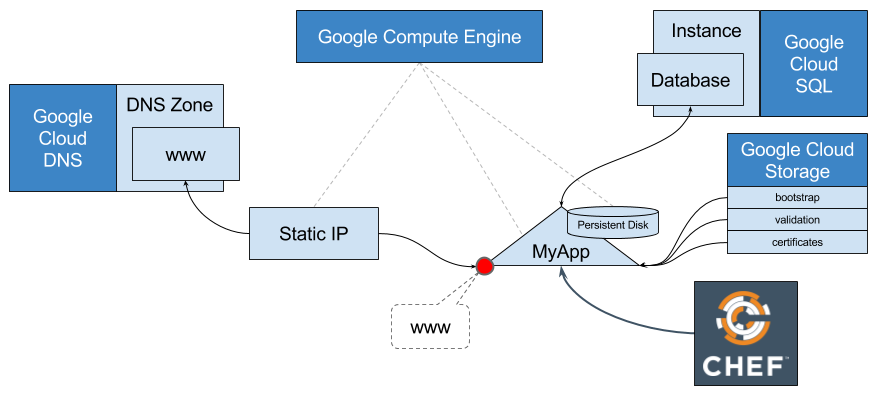 Google Compute Engine
Instance
Database
Google
Cloud
SQL
Google
Cloud
DNS
DNS Zone
www
Google Cloud
Storage
bootstrap
validation
certificates
Static IP
Persistent Disk
MyApp
www
CHEF™